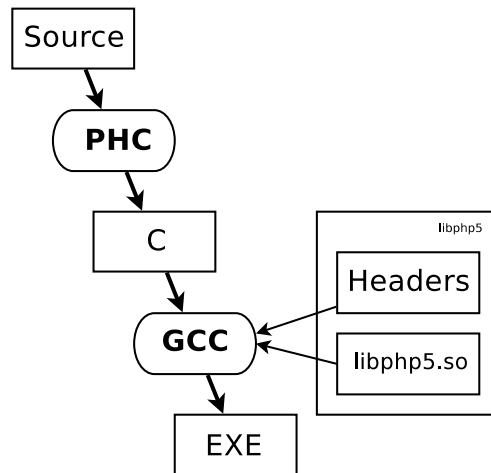 Source
PHC
C
libphp5
Headers
GCC
libphp5.so
EXE